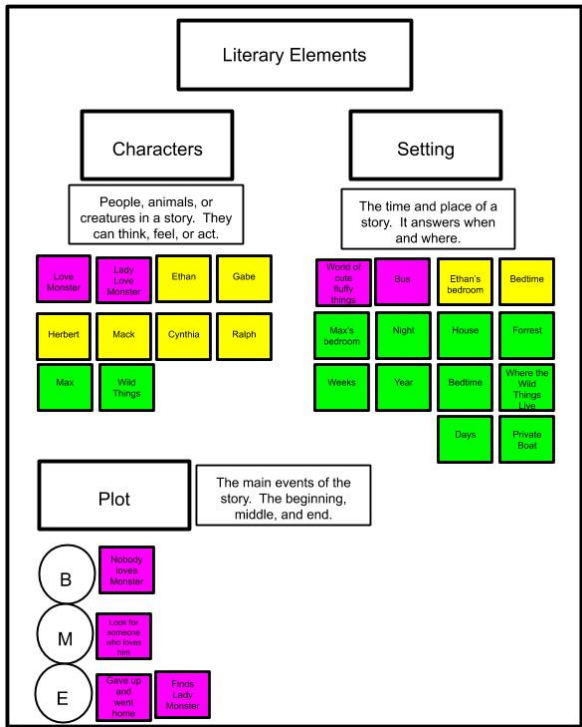 Literary Elements
Characters
Setting
People, animals, or
creatures in a story. They
can think, feel, or act.
The time and place of a
story. It answers when
and where.
Love
Monster
Lady
Love
Monster
Ethan
Gabe
World of
cute
fluffy
things
Bus
Ethan's
bedroom
Bedtime
Herbert
Mack
Cynthia
Ralph
Max's
bedroom
Night
House
Forrest
Max
Wild
Things
Weeks
Year
Bedtime
Where the
Wild
Things
Live
Days
Private
Boat
Plot
The main events of the
story. The beginning,
middle, and end.
B
Nobody
loves
Monster
M
Look for
someone
who loves
him
E
Gave up
and
went
home
Finds
Lady
Monster